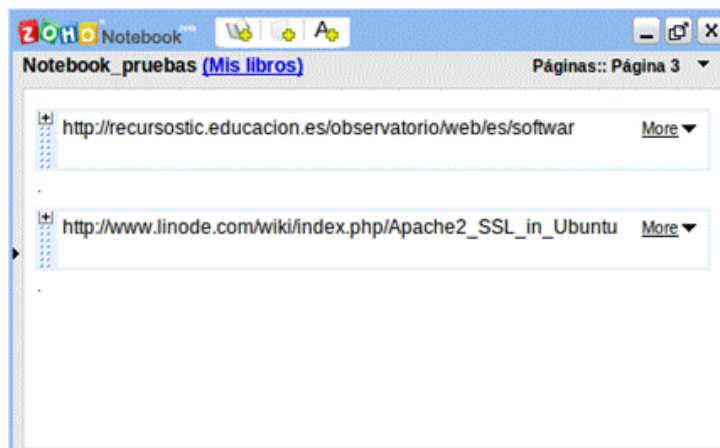 ZOHO Notebook
Notebook_pruebas (Mis libros)
Páginas:: Página 3
http://recursostic.educacion.es/observatorio/web/es/softwar
More
http://www.linode.com/wiki/index.php/Apache2_SSL_in_Ubuntu
More